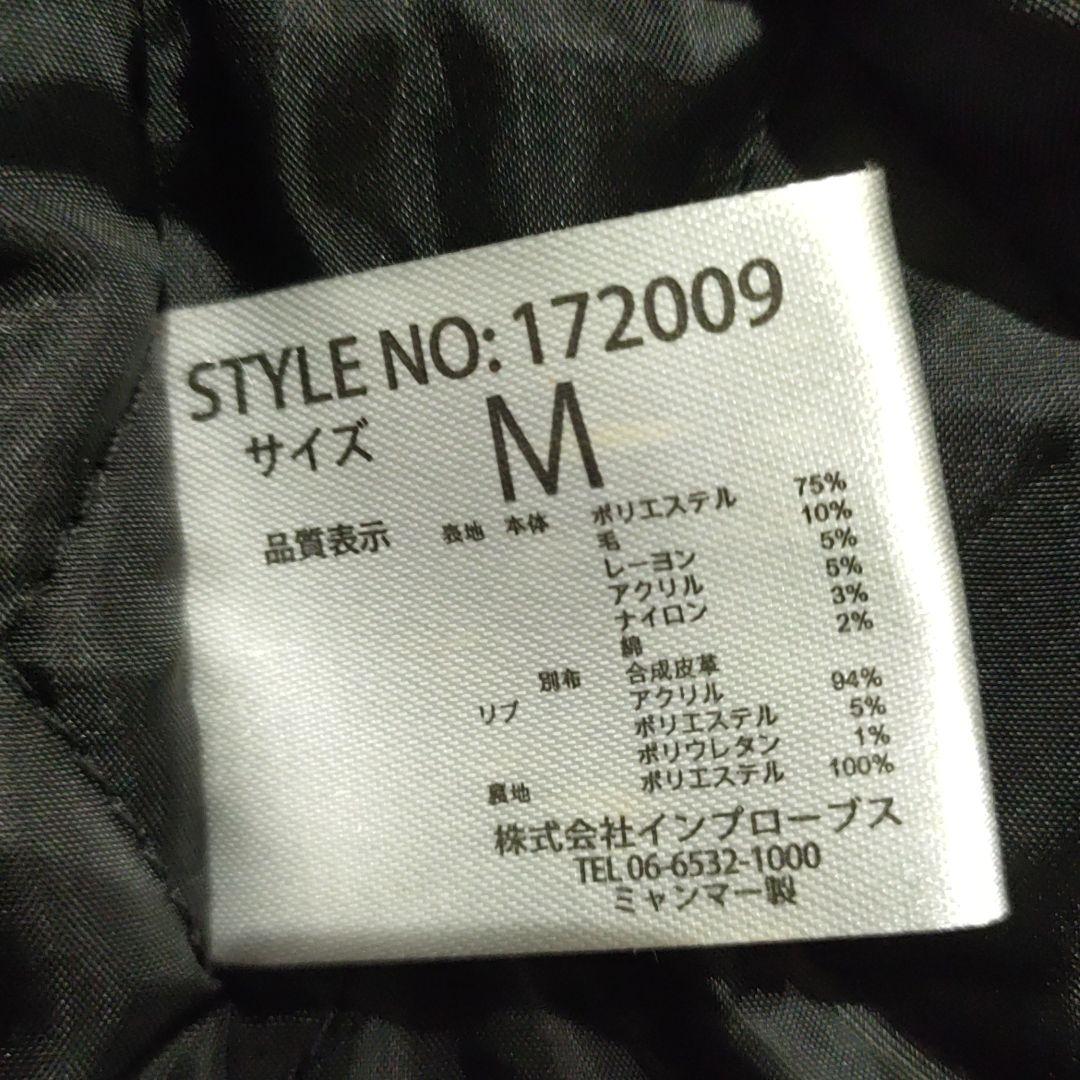 STYLE NO: 172009
サイズ M
品質表示 表地 本体 ポリエステル 75%
毛 10%
レーヨン 5%
アクリル 5%
ナイロン 3%
綿 2%
別布 合成皮革
リブ アクリル 94%
ポリエステル 5%
ポリウレタン 1%
裏地 ポリエステル 100%
株式会社インプローブス
TEL 06-6532-1000
ミャンマー製